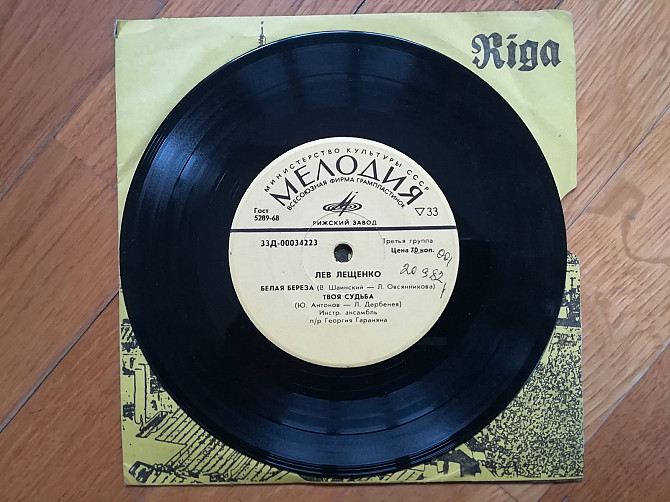 Riga
МИНИСТЕРСТВО КУЛЬТУРЫ СССР
МЕЛОДИЯ
ВСЕСОЮЗНАЯ ФИРМА ГРАМПЛАСТИНОК
Гост
5289-68
▽33
РИЖСКИЙ ЗАВОД
33Д-00034223
Третья группа
Цена 70 коп.
ЛЕВ ЛЕЩЕНКО
БЕЛАЯ БЕРЕЗА (В. Шаинский — Л. Овсянникова)
ТВОЯ СУДЬБА
(Ю. Антонов — Л. Дербенев)
Инстр. ансамбль
п/р Георгия Гараняна